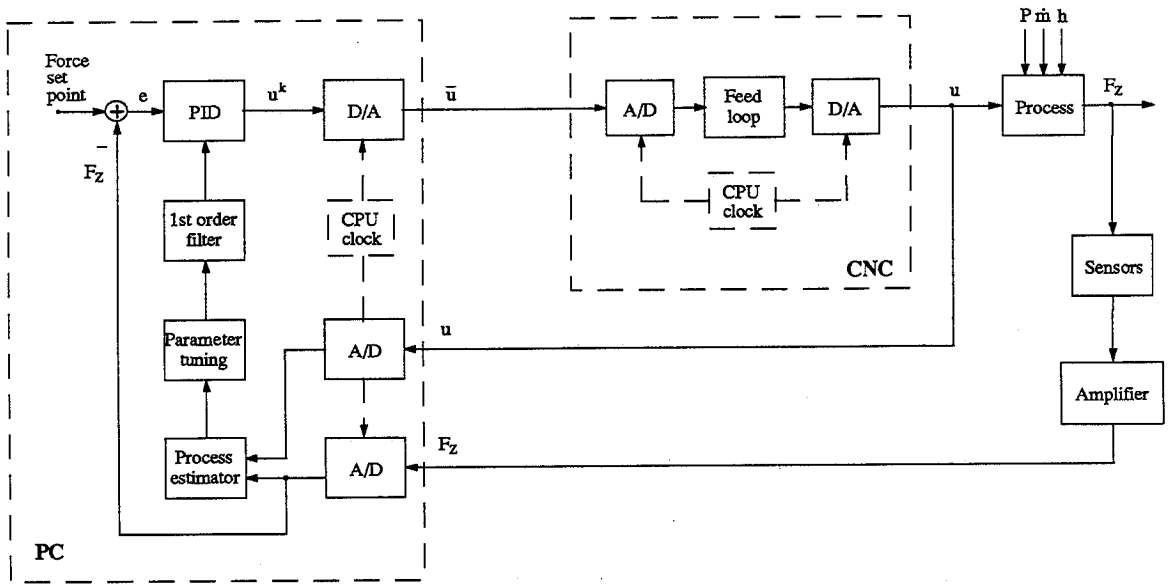 P ṁ h
Force
set
point
e
PID
u^k
D/A
ū
A/D
Feed
loop
D/A
u
Process
F_z
−
F_z
1st order
filter
CPU
clock
CPU
clock
CNC
Sensors
Parameter
tuning
A/D
u
Amplifier
Process
estimator
A/D
F_z
PC